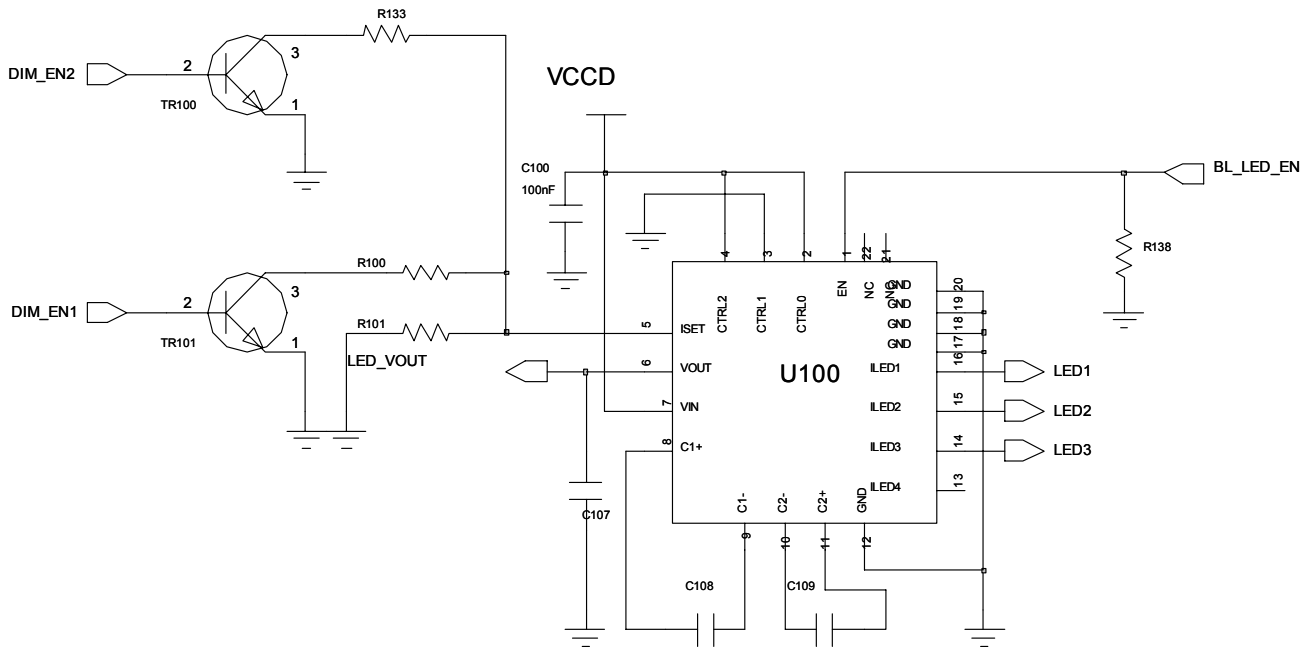 R133
DIM_EN2
2
3
1
TR100
VCCD
C100
100nF
BL_LED_EN
R138
R100
DIM_EN1
2
3
1
TR101
R101
LED_VOUT
4
3
2
1
22
21
CTRL2
CTRL1
CTRL0
EN
NC
NC
GND
20
GND
19
GND
18
GND
17
5
ISET
6
VOUT
7
VIN
8
C1+
U100
ILED1
16
LED1
ILED2
15
LED2
ILED3
14
LED3
ILED4
13
C1-
C2-
C2+
GND
9
10
11
12
C107
C108
C109